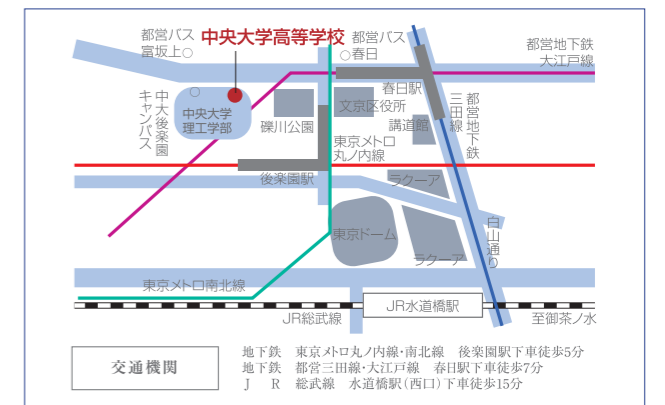 都営バス
富坂上
中央大学高等学校
都営バス
春日
都営地下鉄
大江戸線
春日駅
文京区役所
中大後楽園
キャンパス
中央大学
理工学部
礫川公園
講道館
都営地下鉄
三田線
東京メトロ
丸ノ内線
後楽園駅
ラクーア
東京ドーム
白山通り
ラクーア
東京メトロ南北線
JR水道橋駅
JR総武線
至御茶ノ水
交通機関
地下鉄 東京メトロ丸ノ内線・南北線 後楽園駅下車徒歩5分
地下鉄 都営三田線・大江戸線 春日駅下車徒歩7分
J R 総武線 水道橋駅(西口)下車徒歩15分